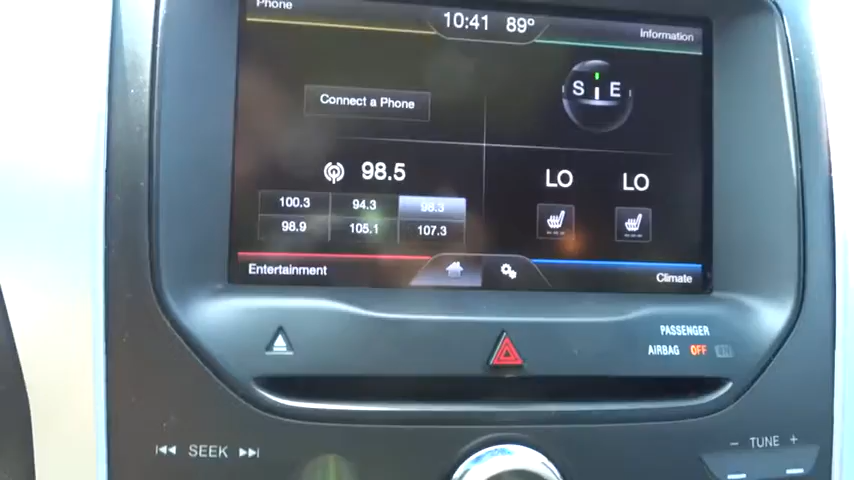 Phone
10:41 89°
Information
Connect a Phone
S E
98.5
LO LO
100.3 94.3 98.3
98.9 105.1 107.3
Entertainment
Climate
PASSENGER
AIRBAG OFF
SEEK
− TUNE +